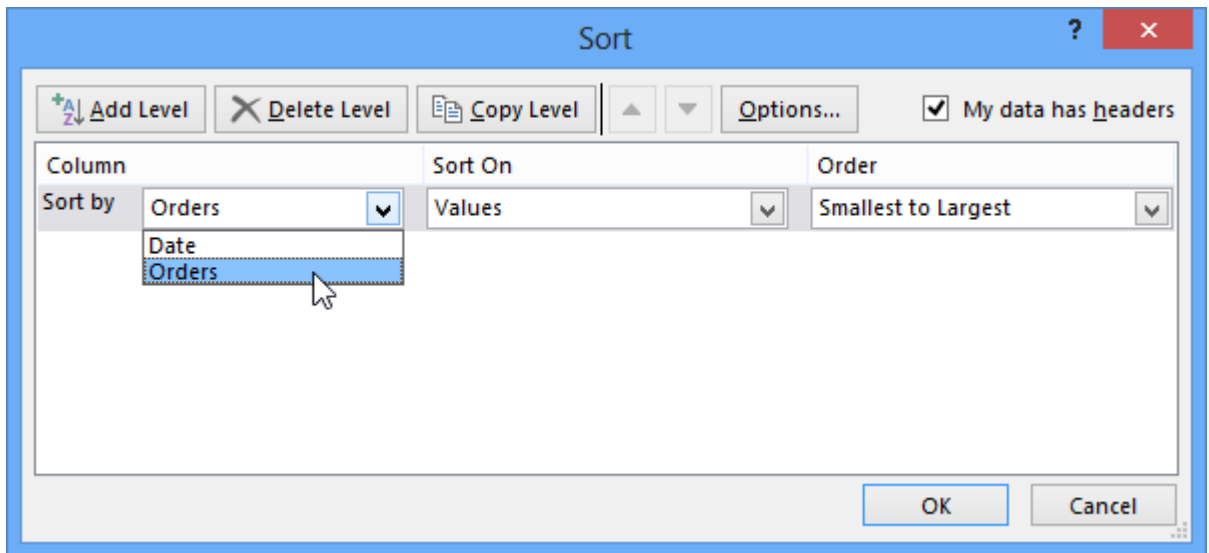 Sort
?
Add Level Delete Level Copy Level Options... My data has headers
Column Sort On Order
Sort by Orders Values Smallest to Largest
Date
Orders
OK Cancel